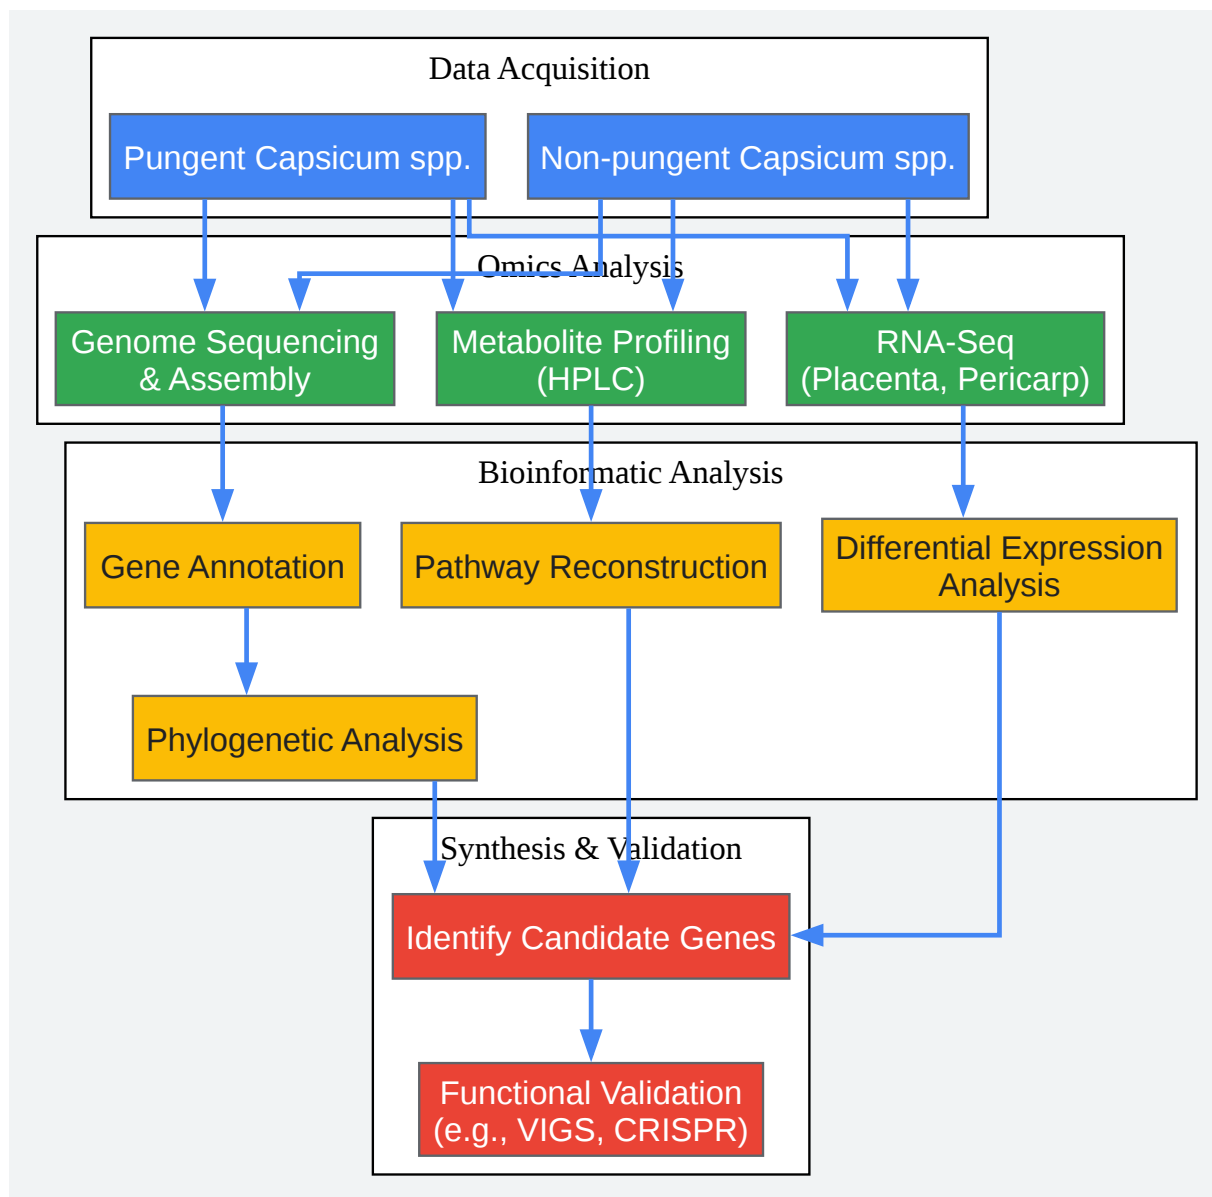 Data Acquisition
Pungent Capsicum spp.
Non-pungent Capsicum spp.
Omics Analysis
Genome Sequencing
& Assembly
Metabolite Profiling
(HPLC)
RNA-Seq
(Placenta, Pericarp)
Bioinformatic Analysis
Gene Annotation
Pathway Reconstruction
Differential Expression
Analysis
Phylogenetic Analysis
Synthesis & Validation
Identify Candidate Genes
Functional Validation
(e.g., VIGS, CRISPR)